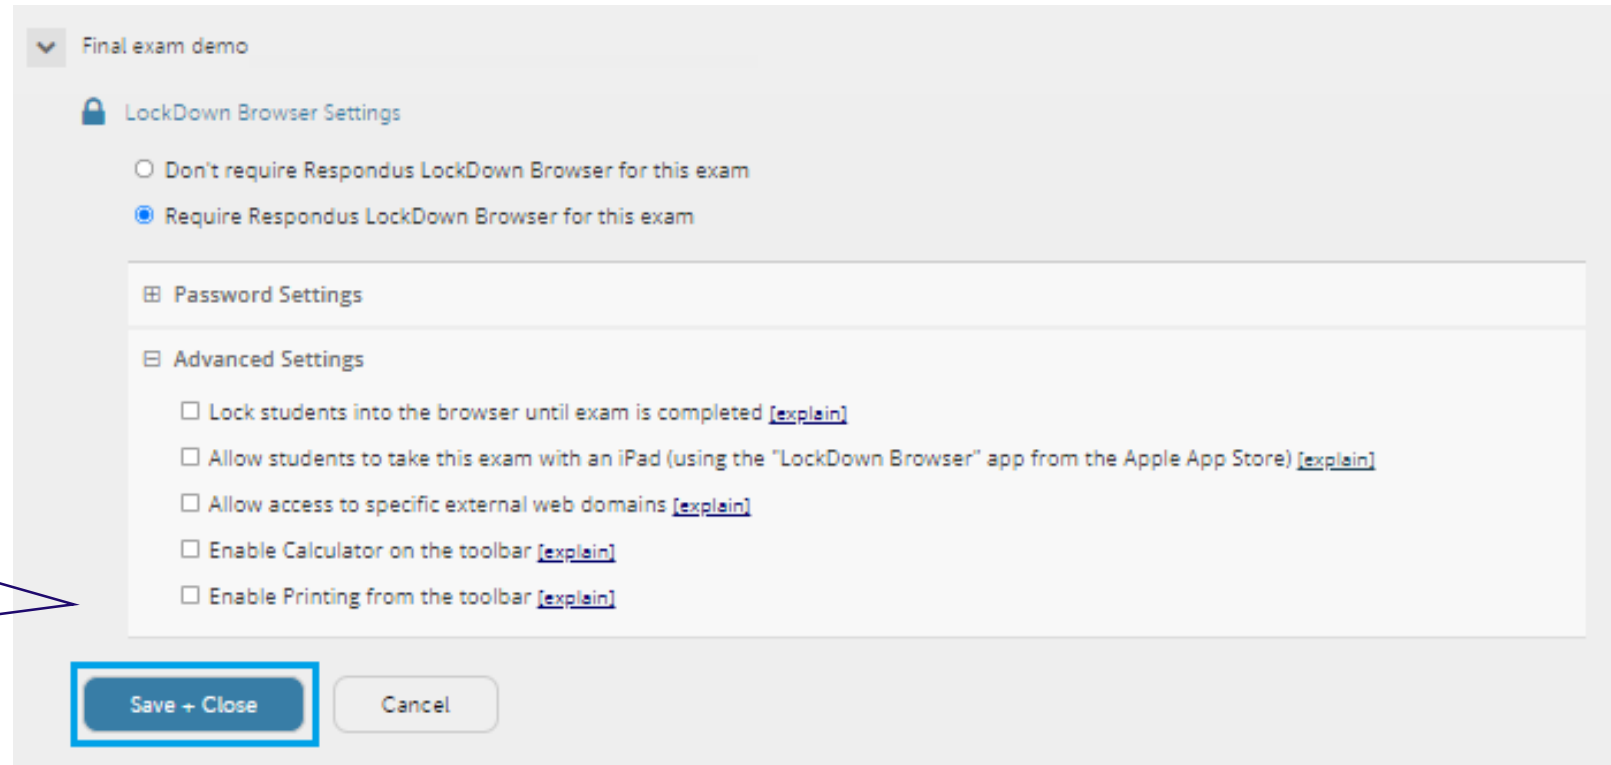 Final exam demo
LockDown Browser Settings
Don't require Respondus LockDown Browser for this exam
Require Respondus LockDown Browser for this exam
Password Settings
Advanced Settings
Lock students into the browser until exam is completed [explain]
Allow students to take this exam with an iPad (using the "LockDown Browser" app from the Apple App Store) [explain]
Allow access to specific external web domains [explain]
Enable Calculator on the toolbar [explain]
Enable Printing from the toolbar [explain]
Save + Close Cancel